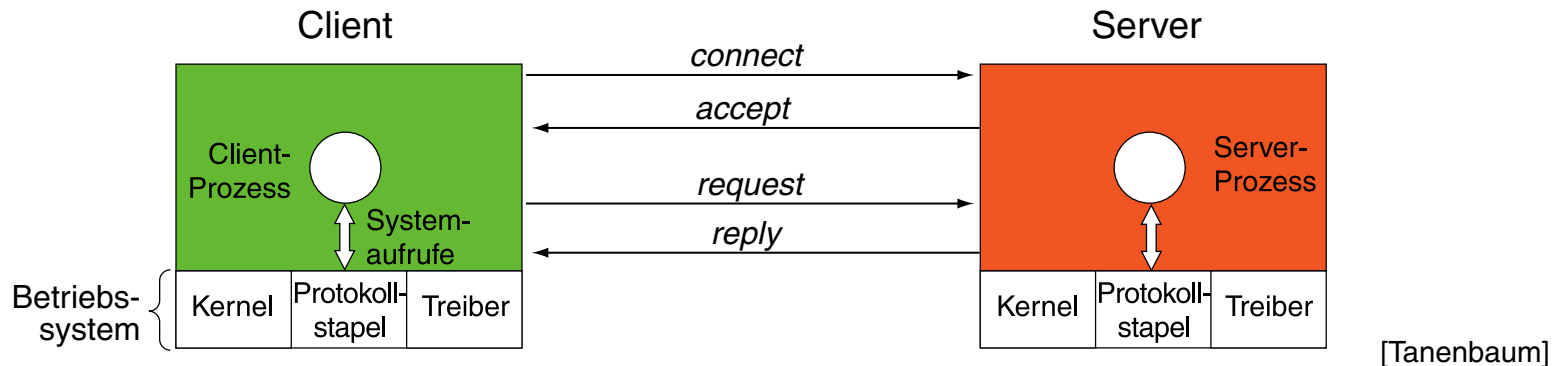 Client
Server
connect
accept
request
reply
Client-
Prozess
System-
aufrufe
Server-
Prozess
Betriebs-
system
Kernel
Protokoll-
stapel
Treiber
Kernel
Protokoll-
stapel
Treiber
[Tanenbaum]